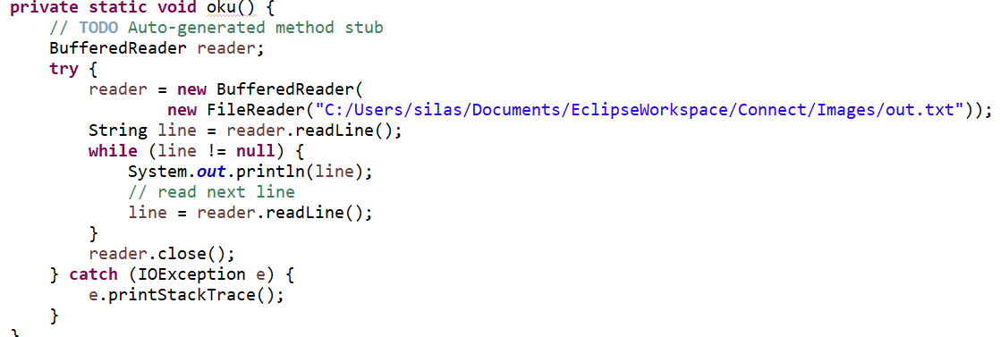 private static void oku() {
    // TODO Auto-generated method stub
    BufferedReader reader;
    try {
        reader = new BufferedReader(
                new FileReader("C:/Users/silas/Documents/EclipseWorkspace/Connect/Images/out.txt"));
        String line = reader.readLine();
        while (line != null) {
            System.out.println(line);
            // read next line
            line = reader.readLine();
        }
        reader.close();
    } catch (IOException e) {
        e.printStackTrace();
    }
}